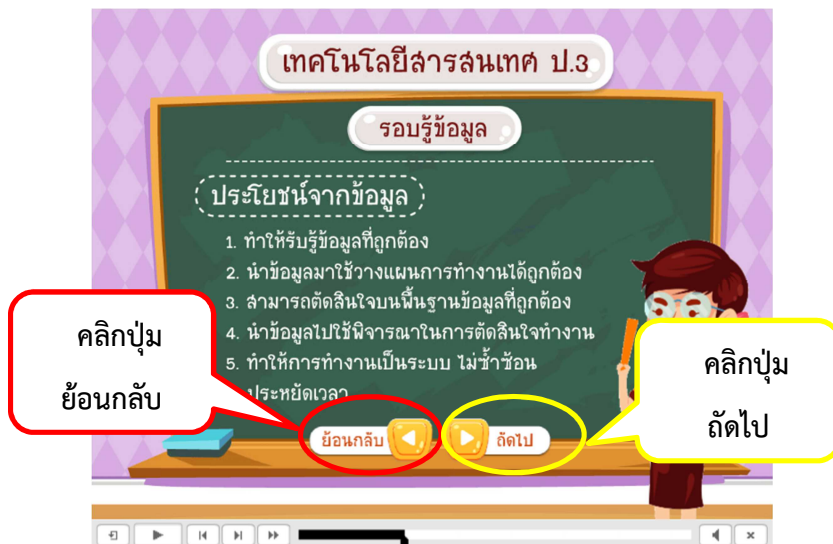 เทคโนโลยีสารสนเทศ ป.3
รอบรู้ข้อมูล
ประโยชน์จากข้อมูล
1. ทำให้รับรู้ข้อมูลที่ถูกต้อง
2. นำข้อมูลมาใช้วางแผนการทำงานได้ถูกต้อง
3. สามารถตัดสินใจบนพื้นฐานข้อมูลที่ถูกต้อง
4. นำข้อมูลไปใช้พิจารณาในการตัดสินใจทำงาน
5. ทำให้การทำงานเป็นระบบ ไม่ซ้ำซ้อน
ประหยัดเวลา
คลิกปุ่ม
ย้อนกลับ
คลิกปุ่ม
ถัดไป
ย้อนกลับ
ถัดไป